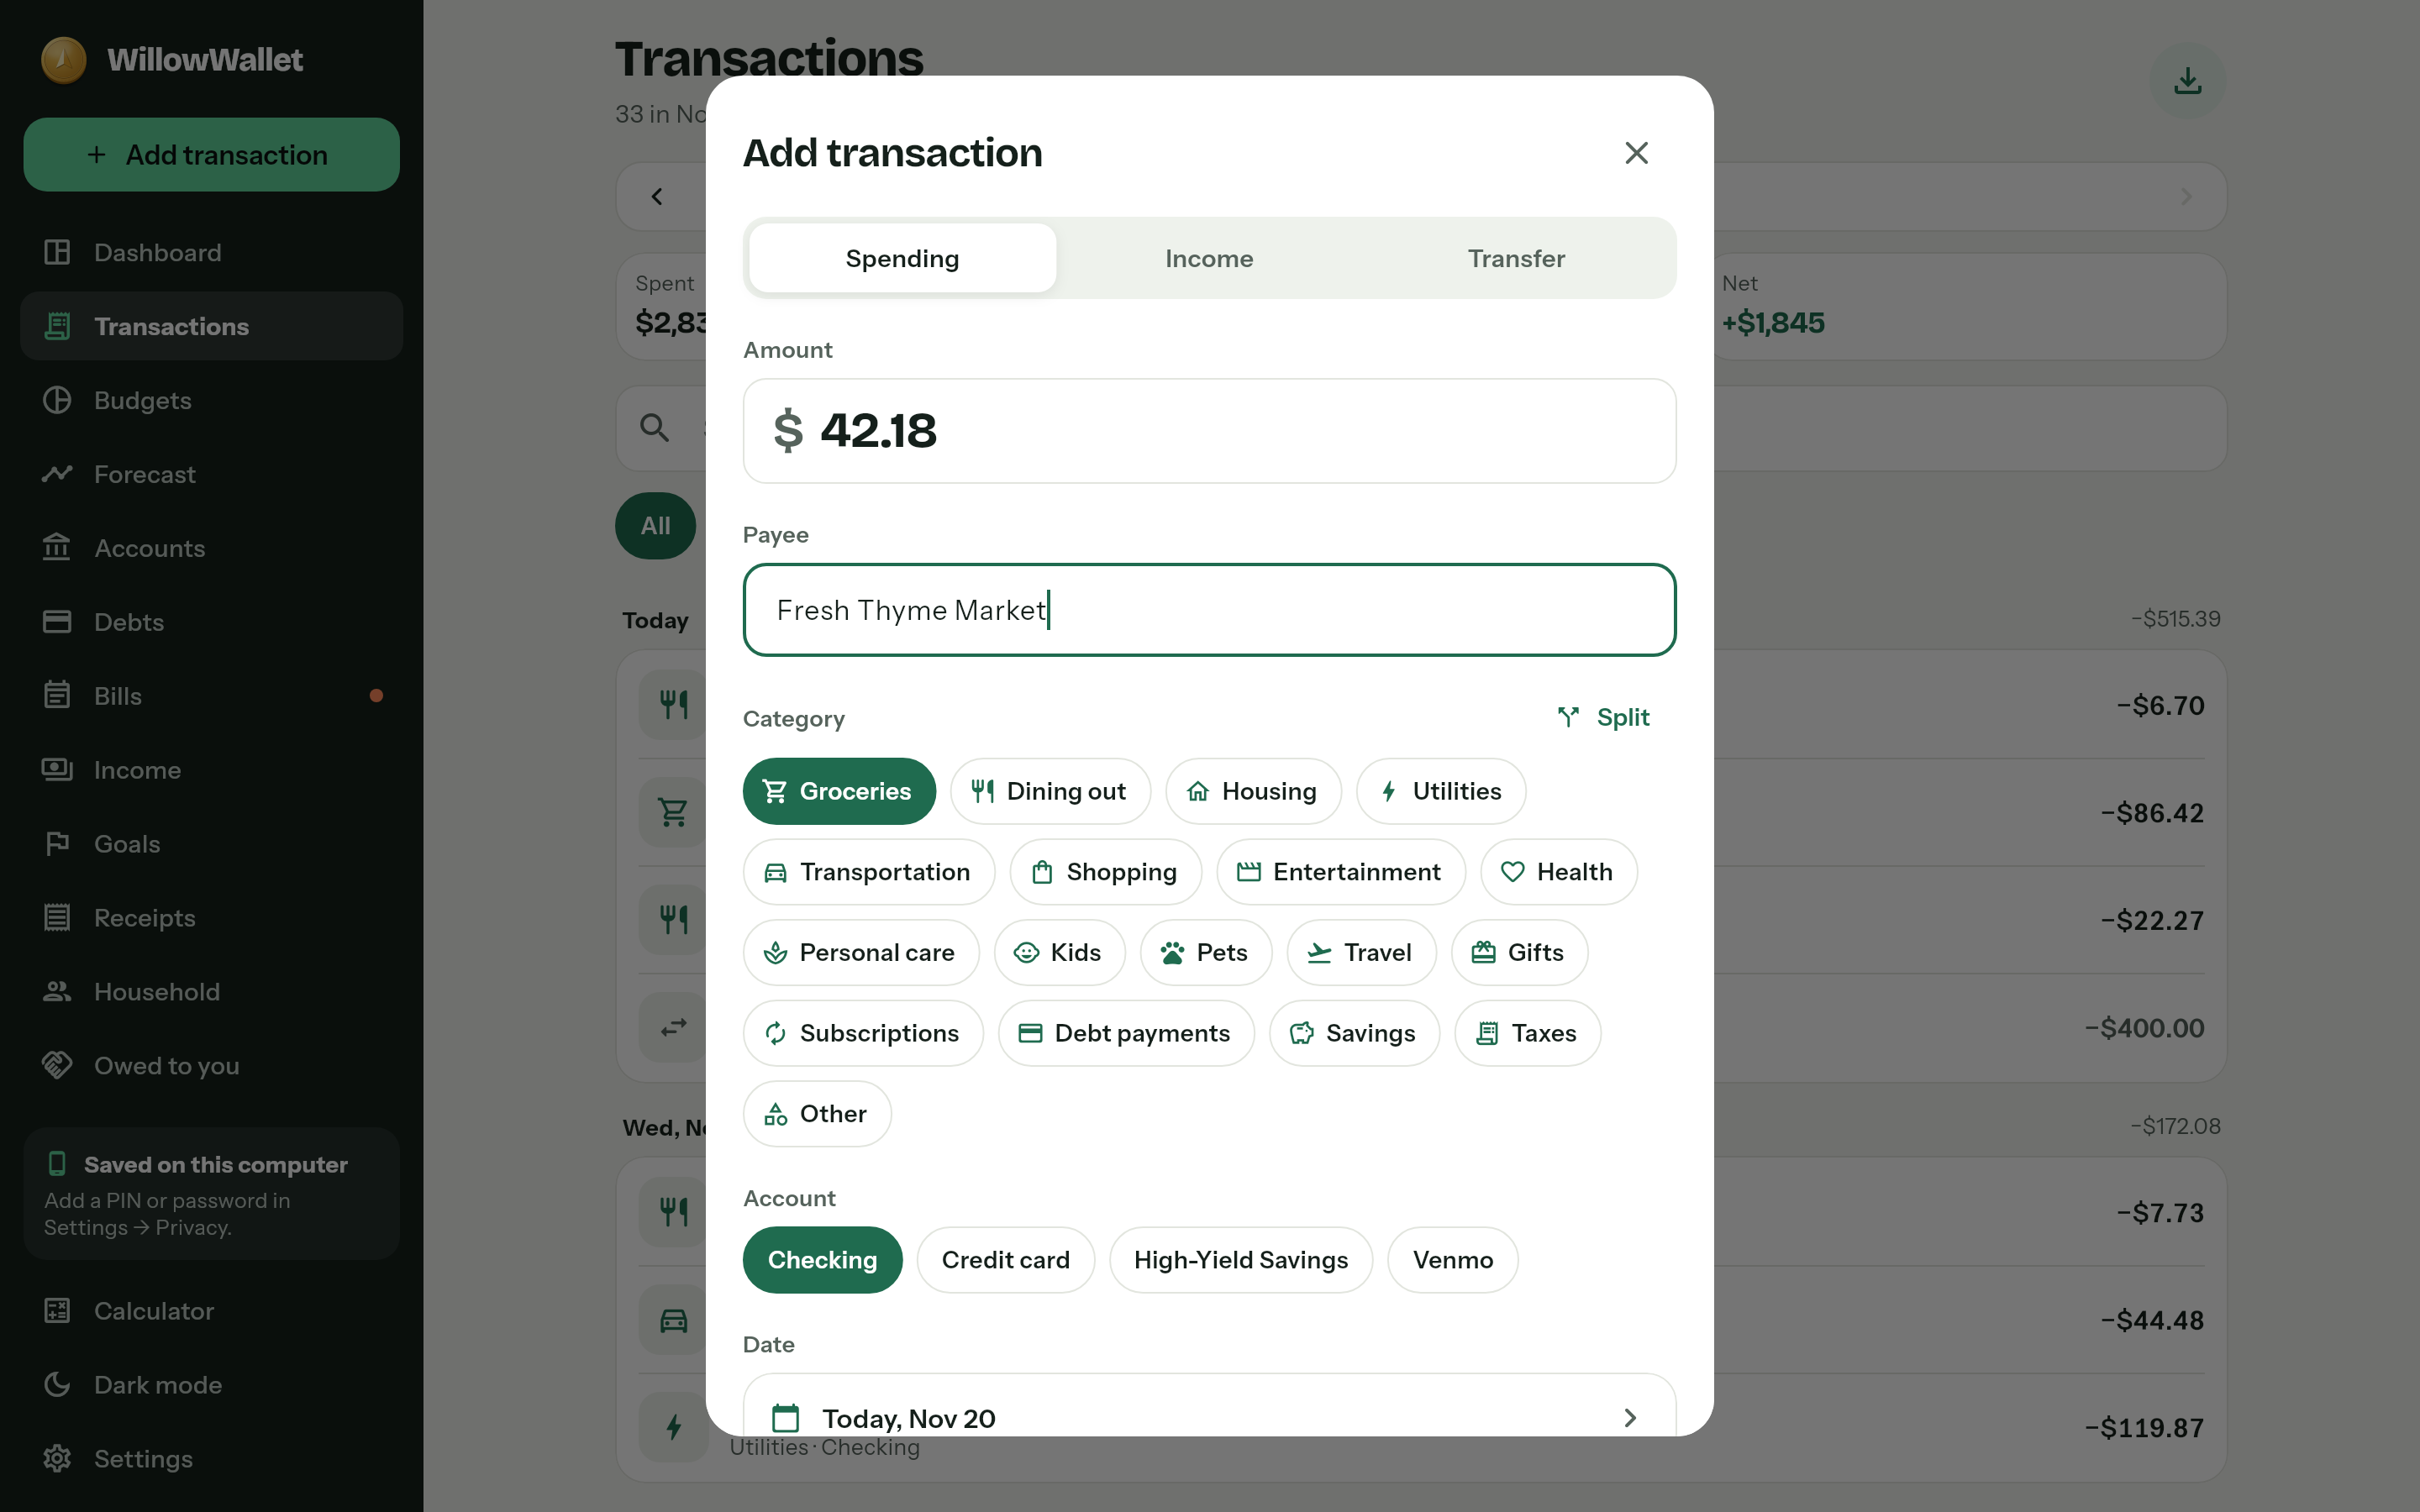 WillowWallet
Add transaction
Dashboard
Transactions
Budgets
Forecast
Accounts
Debts
Bills
Income
Goals
Receipts
Household
Owed to you
Saved on this computer
Add a PIN or password in
Settings → Privacy.
Calculator
Dark mode
Settings
Transactions
33 in
Spent
$2,83
Net
+$1,845
All
Today
−$515.39
−$6.70
−$86.42
−$22.27
−$400.00
Wed,
−$172.08
−$7.73
−$44.48
−$119.87
Utilities · Checking
Add transaction
Spending Income Transfer
Amount
$ 42.18
Payee
Fresh Thyme Market
Category Split
Groceries Dining out Housing Utilities
Transportation Shopping Entertainment Health
Personal care Kids Pets Travel Gifts
Subscriptions Debt payments Savings Taxes
Other
Account
Checking Credit card High-Yield Savings Venmo
Date
Today, Nov 20